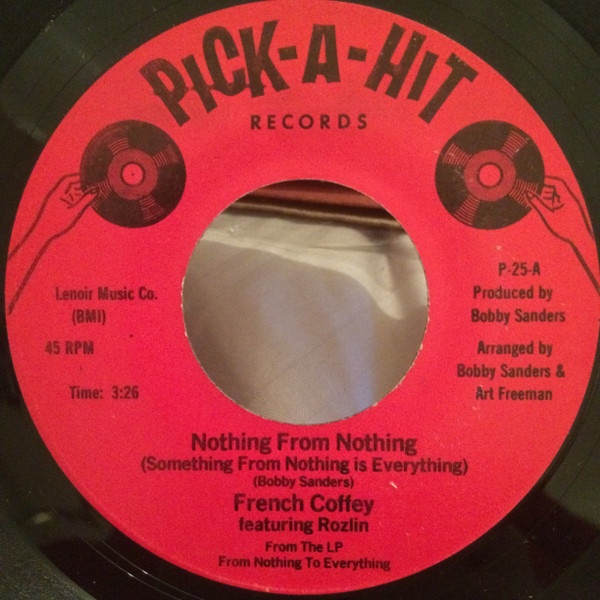 PICK-A-HIT
RECORDS
Lenoir Music Co.
(BMI)
45 RPM
Time: 3:26
P-25-A
Produced by
Bobby Sanders
Arranged by
Bobby Sanders &
Art Freeman
Nothing From Nothing
(Something From Nothing is Everything)
(Bobby Sanders)
French Coffey
featuring Rozlin
From The LP
From Nothing To Everything